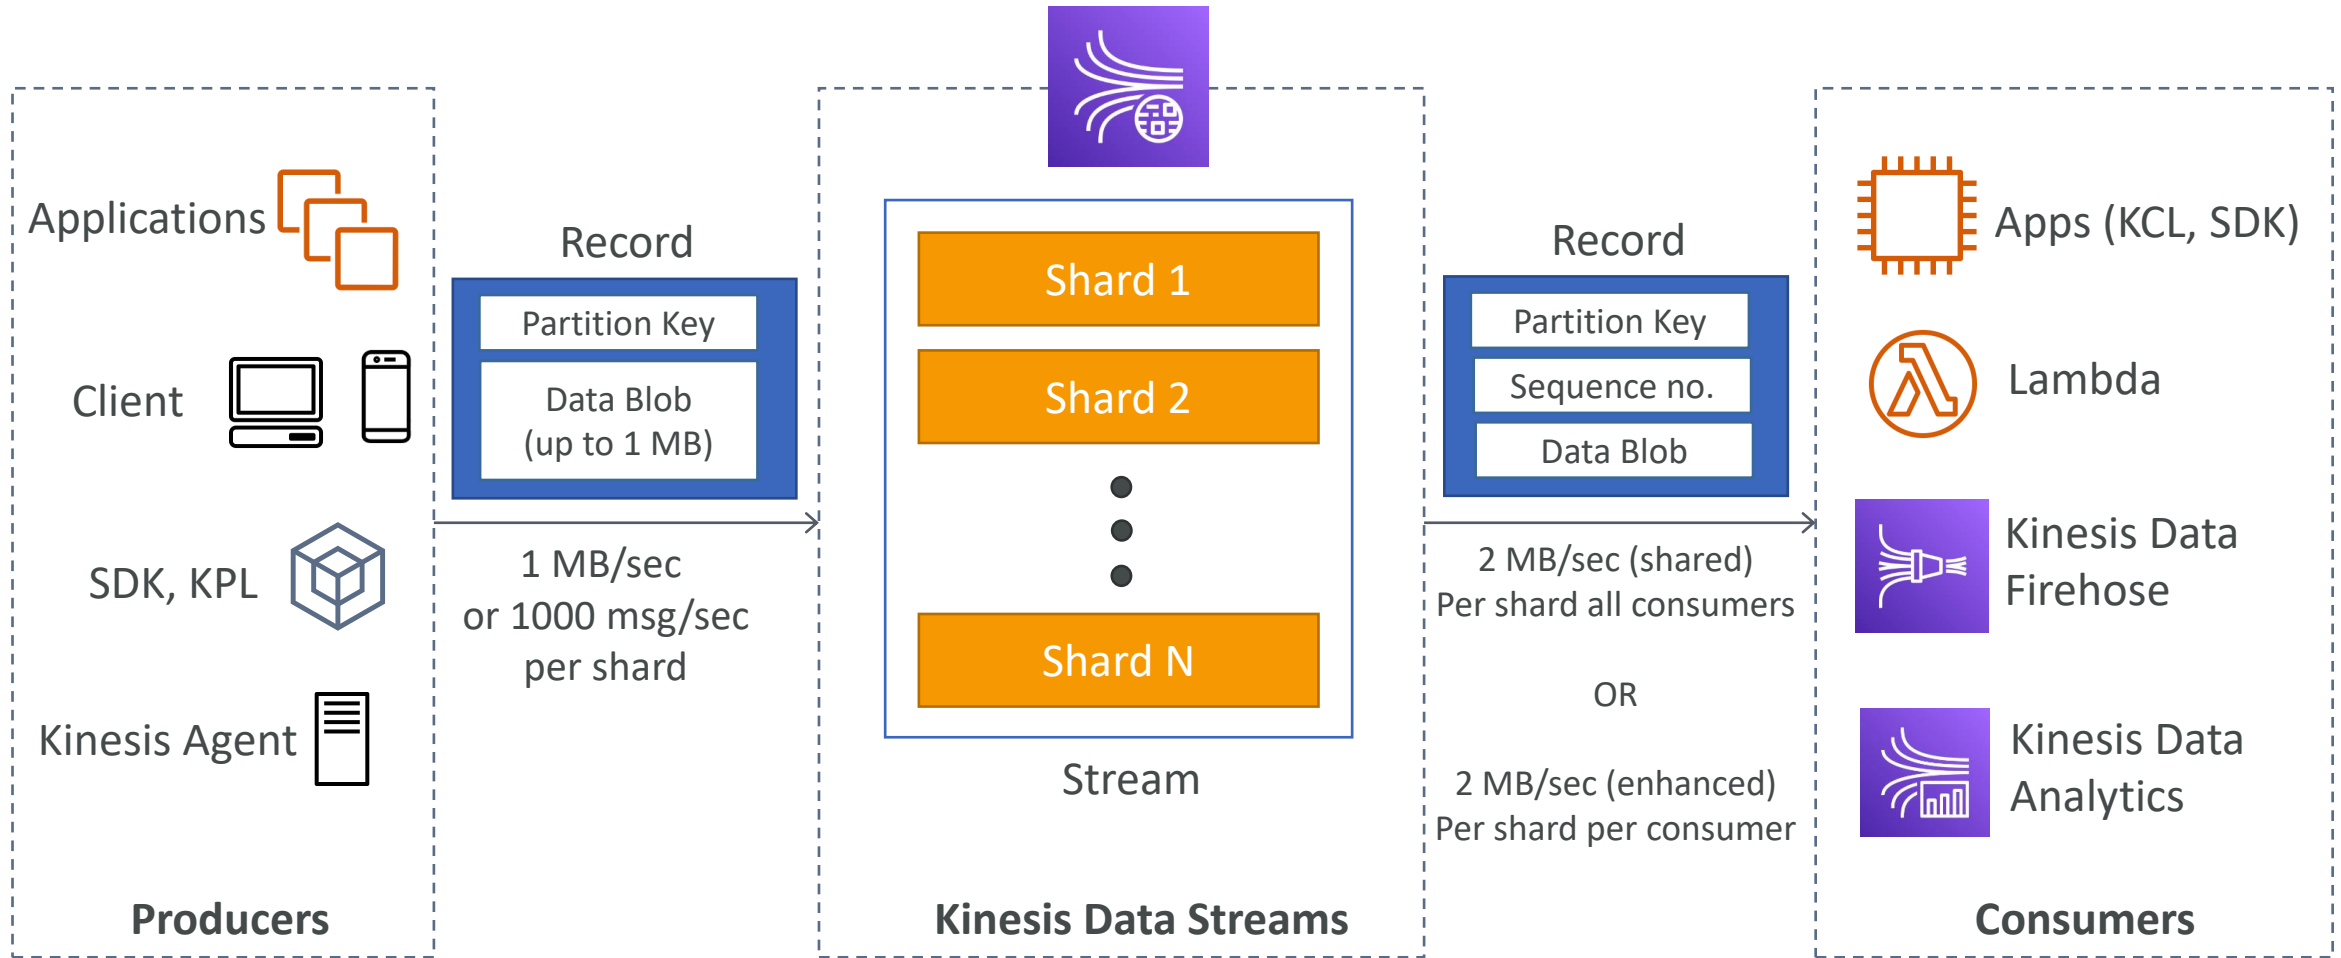 Applications
Client
SDK, KPL
Kinesis Agent
Producers
Record
Partition Key
Data Blob
(up to 1 MB)
1 MB/sec
or 1000 msg/sec
per shard
Shard 1
Shard 2
Shard N
Stream
Kinesis Data Streams
Record
Partition Key
Sequence no.
Data Blob
2 MB/sec (shared)
Per shard all consumers
OR
2 MB/sec (enhanced)
Per shard per consumer
Apps (KCL, SDK)
Lambda
Kinesis Data
Firehose
Kinesis Data
Analytics
Consumers